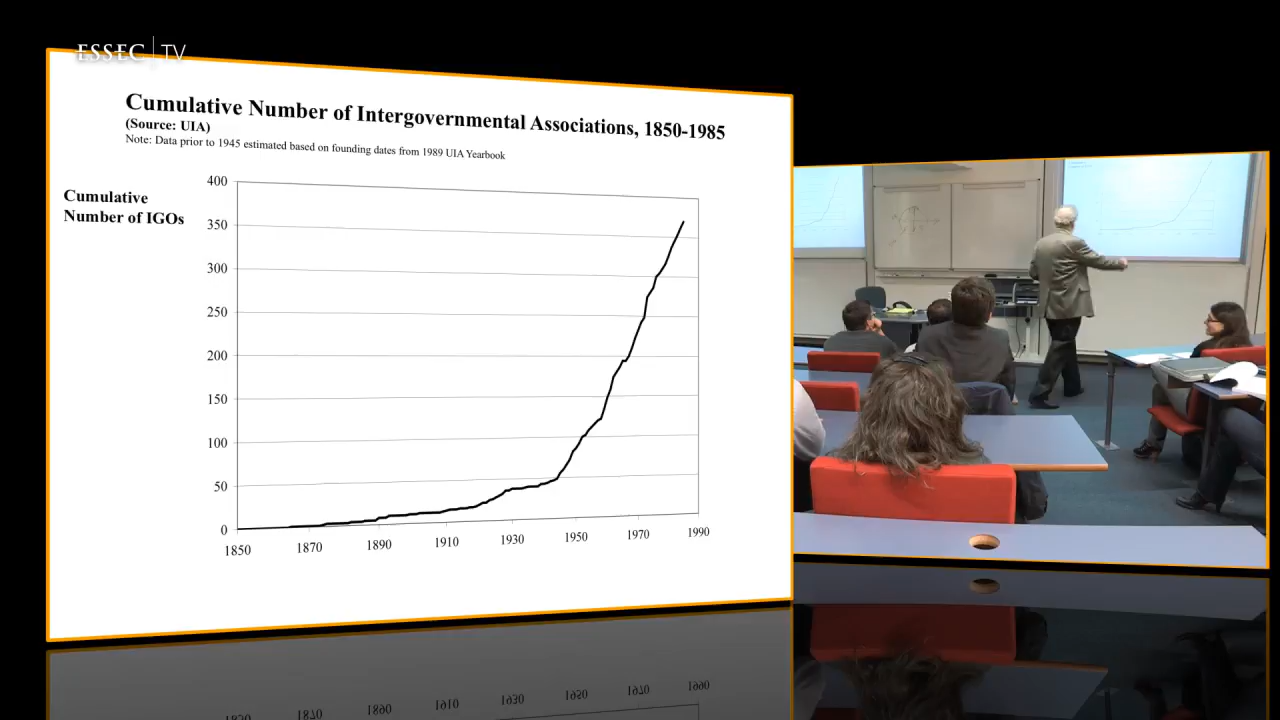 ESSEC | TV
Cumulative Number of Intergovernmental Associations, 1850-1985
(Source: UIA)
Note: Data prior to 1945 estimated based on founding dates from 1989 UIA Yearbook
Cumulative
Number of IGOs
400
350
300
250
200
150
100
50
0
1850
1870
1890
1910
1930
1950
1970
1990